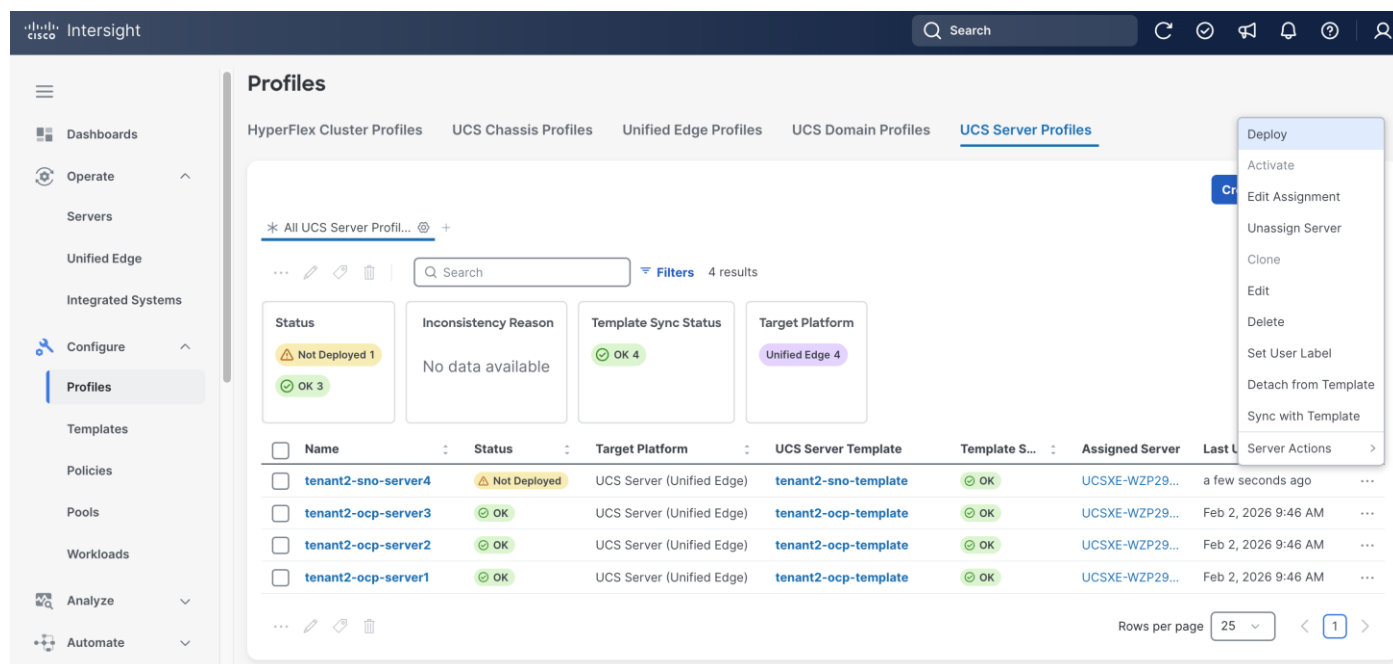 cisco Intersight
Search
Profiles
Dashboards
Operate
Servers
Unified Edge
Integrated Systems
Configure
Profiles
Templates
Policies
Pools
Workloads
Analyze
Automate
HyperFlex Cluster Profiles UCS Chassis Profiles Unified Edge Profiles UCS Domain Profiles UCS Server Profiles
All UCS Server Profil... +
Search Filters 4 results
Status Inconsistency Reason Template Sync Status Target Platform
Not Deployed 1 No data available OK 4 Unified Edge 4
OK 3
Name Status Target Platform UCS Server Template Template S... Assigned Server Last U
tenant2-sno-server4 Not Deployed UCS Server (Unified Edge) tenant2-sno-template OK UCSXE-WZP29... a few seconds ago ...
tenant2-ocp-server3 OK UCS Server (Unified Edge) tenant2-ocp-template OK UCSXE-WZP29... Feb 2, 2026 9:46 AM ...
tenant2-ocp-server2 OK UCS Server (Unified Edge) tenant2-ocp-template OK UCSXE-WZP29... Feb 2, 2026 9:46 AM ...
tenant2-ocp-server1 OK UCS Server (Unified Edge) tenant2-ocp-template OK UCSXE-WZP29... Feb 2, 2026 9:46 AM ...
Rows per page 25 1
Cr
Deploy
Activate
Edit Assignment
Unassign Server
Clone
Edit
Delete
Set User Label
Detach from Template
Sync with Template
Server Actions